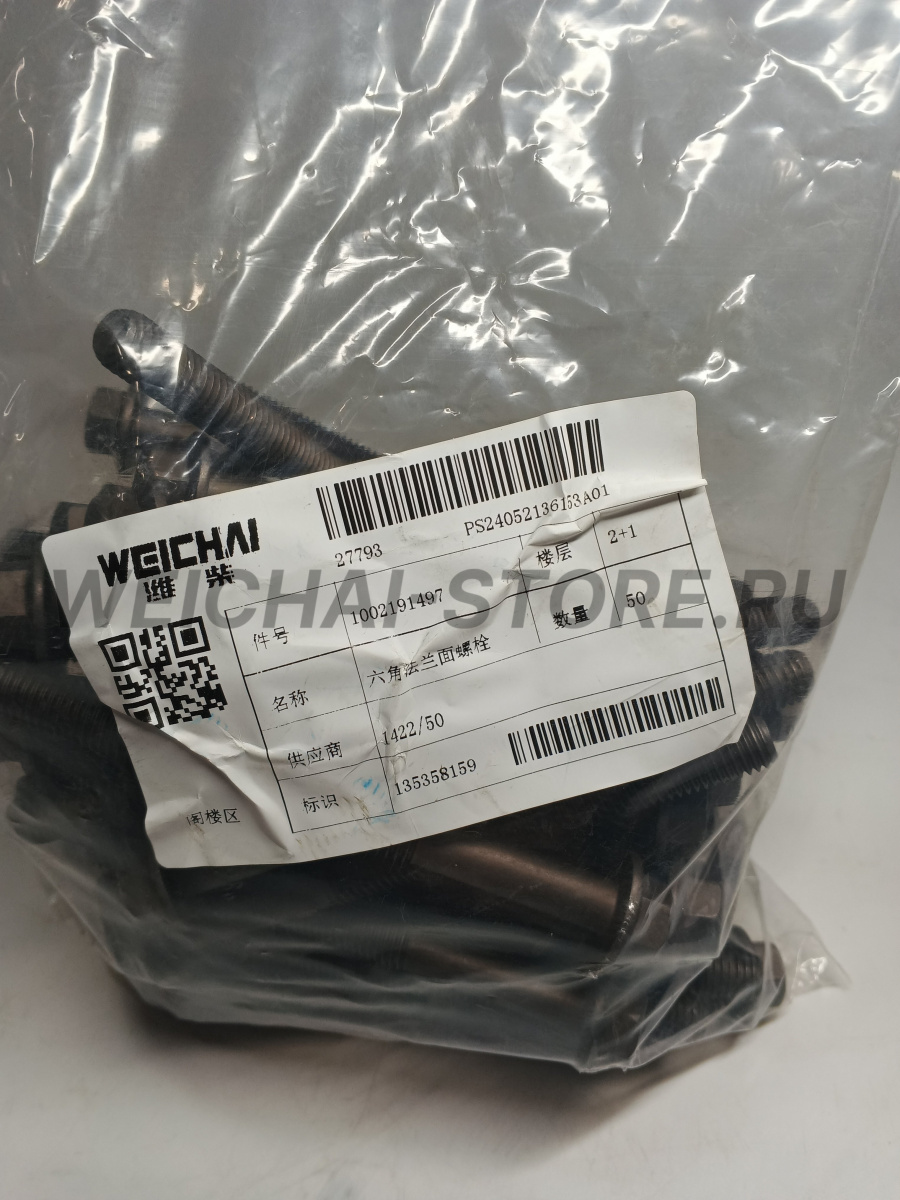 27793 PS24052136153A01
WEICHAI
潍 柴
件号 1002191497 楼层 2+1
名称 六角法兰面螺栓 数量 50
供应商 1422/50
标识 135358159
阁楼区
WEICHAI-STORE.RU